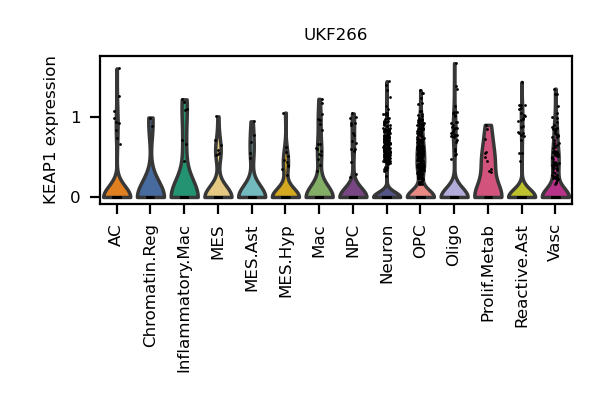 UKF266
KEAP1 expression
1
0
AC
Chromatin.Reg
Inflammatory.Mac
MES
MES.Ast
MES.Hyp
Mac
NPC
Neuron
OPC
Oligo
Prolif.Metab
Reactive.Ast
Vasc